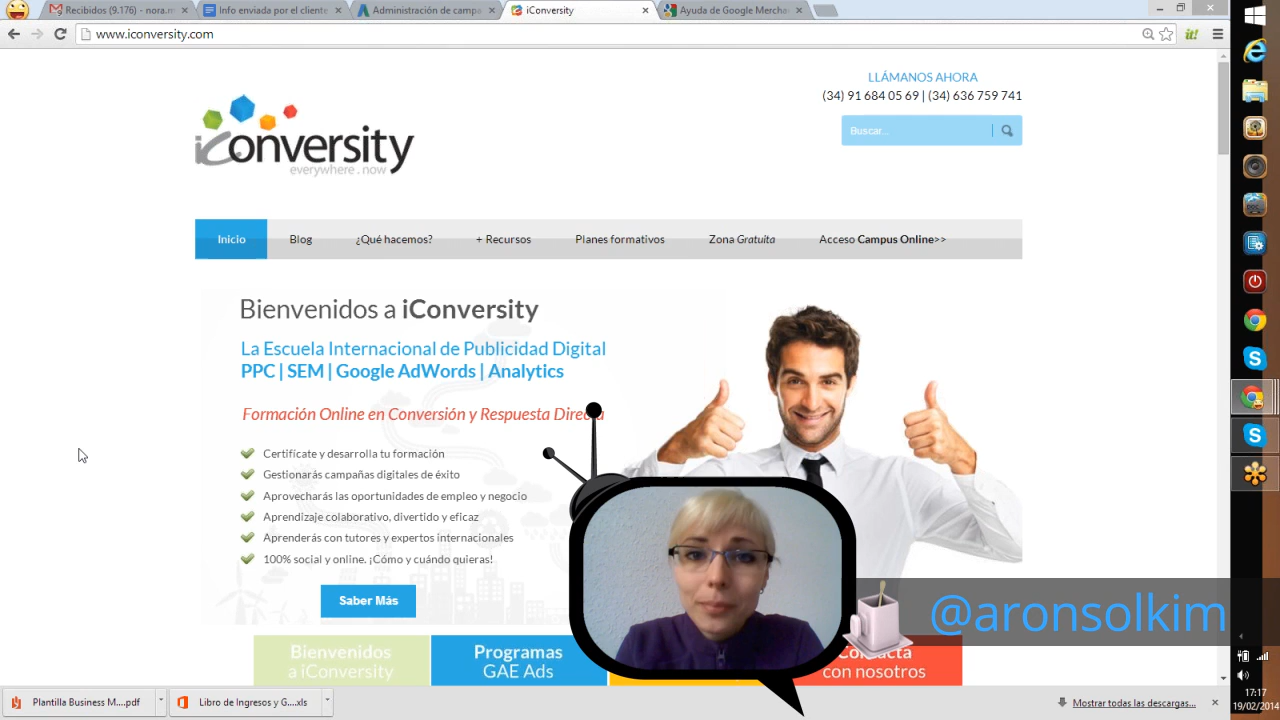 Recibidos (9.176) - nora.m
Info enviada por el cliente
Administración de campa
iConversity
Ayuda de Google Mercha
www.iconversity.com
it!
LLÁMANOS AHORA
(34) 91 684 05 69 | (34) 636 759 741
Buscar...
iConversity
everywhere.now
Inicio
Blog
¿Qué hacemos?
+ Recursos
Planes formativos
Zona Gratuita
Acceso Campus Online>>
Bienvenidos a iConversity
La Escuela Internacional de Publicidad Digital
PPC | SEM | Google AdWords | Analytics
Formación Online en Conversión y Respuesta Directa
Certifícate y desarrolla tu formación
Gestionarás campañas digitales de éxito
Aprovecharás las oportunidades de empleo y negocio
Aprendizaje colaborativo, divertido y eficaz
Aprenderás con tutores y expertos internacionales
100% social y online. ¡Cómo y cuándo quieras!
Saber Más
@aronsolkim
Bienvenidos
a iConversity
Programas
GAE Ads
Contacta
con nosotros
Plantilla Business M....pdf
Libro de Ingresos y G....xls
Mostrar todas las descargas...
17:17
19/02/2014